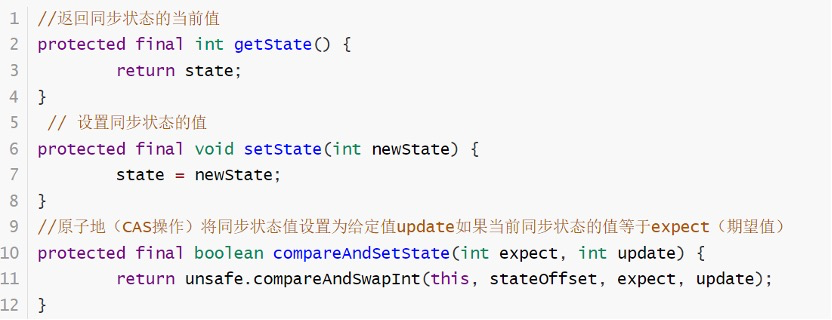 1 //返回同步状态的当前值
2 protected final int getState() {
3         return state;
4 }
5  // 设置同步状态的值
6 protected final void setState(int newState) {
7         state = newState;
8 }
9 //原子地（CAS操作）将同步状态值设置为给定值update如果当前同步状态的值等于expect（期望值）
10 protected final boolean compareAndSetState(int expect, int update) {
11         return unsafe.compareAndSwapInt(this, stateOffset, expect, update);
12 }